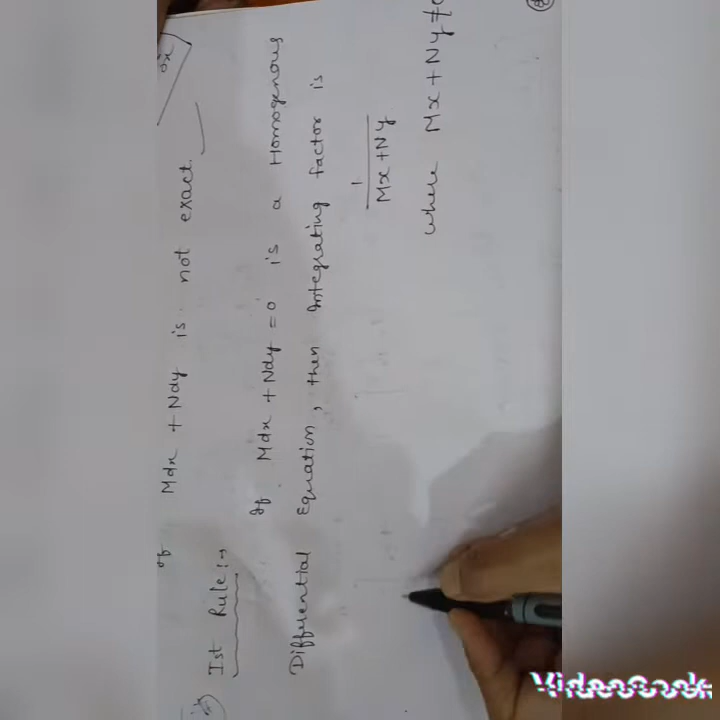 ∂x
If Mdx + Ndy is not exact.
Ist Rule:→
If Mdx + Ndy = 0 is a Homogenous
Differential Equation, then Integrating factor is
1
Mx + Ny
where Mx + Ny ≠